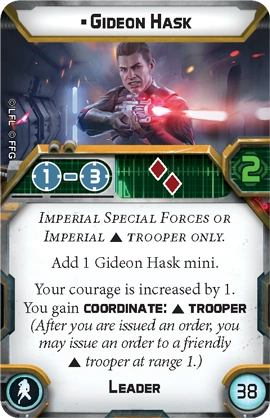 ▪ Gideon Hask
© LFL © FFG
1 – 3
2
Imperial Special Forces or
Imperial ▲ trooper only.
Add 1 Gideon Hask mini.
Your courage is increased by 1.
You gain COORDINATE: ▲ TROOPER
(After you are issued an order, you
may issue an order to a friendly
▲ trooper at range 1.)
Leader
38